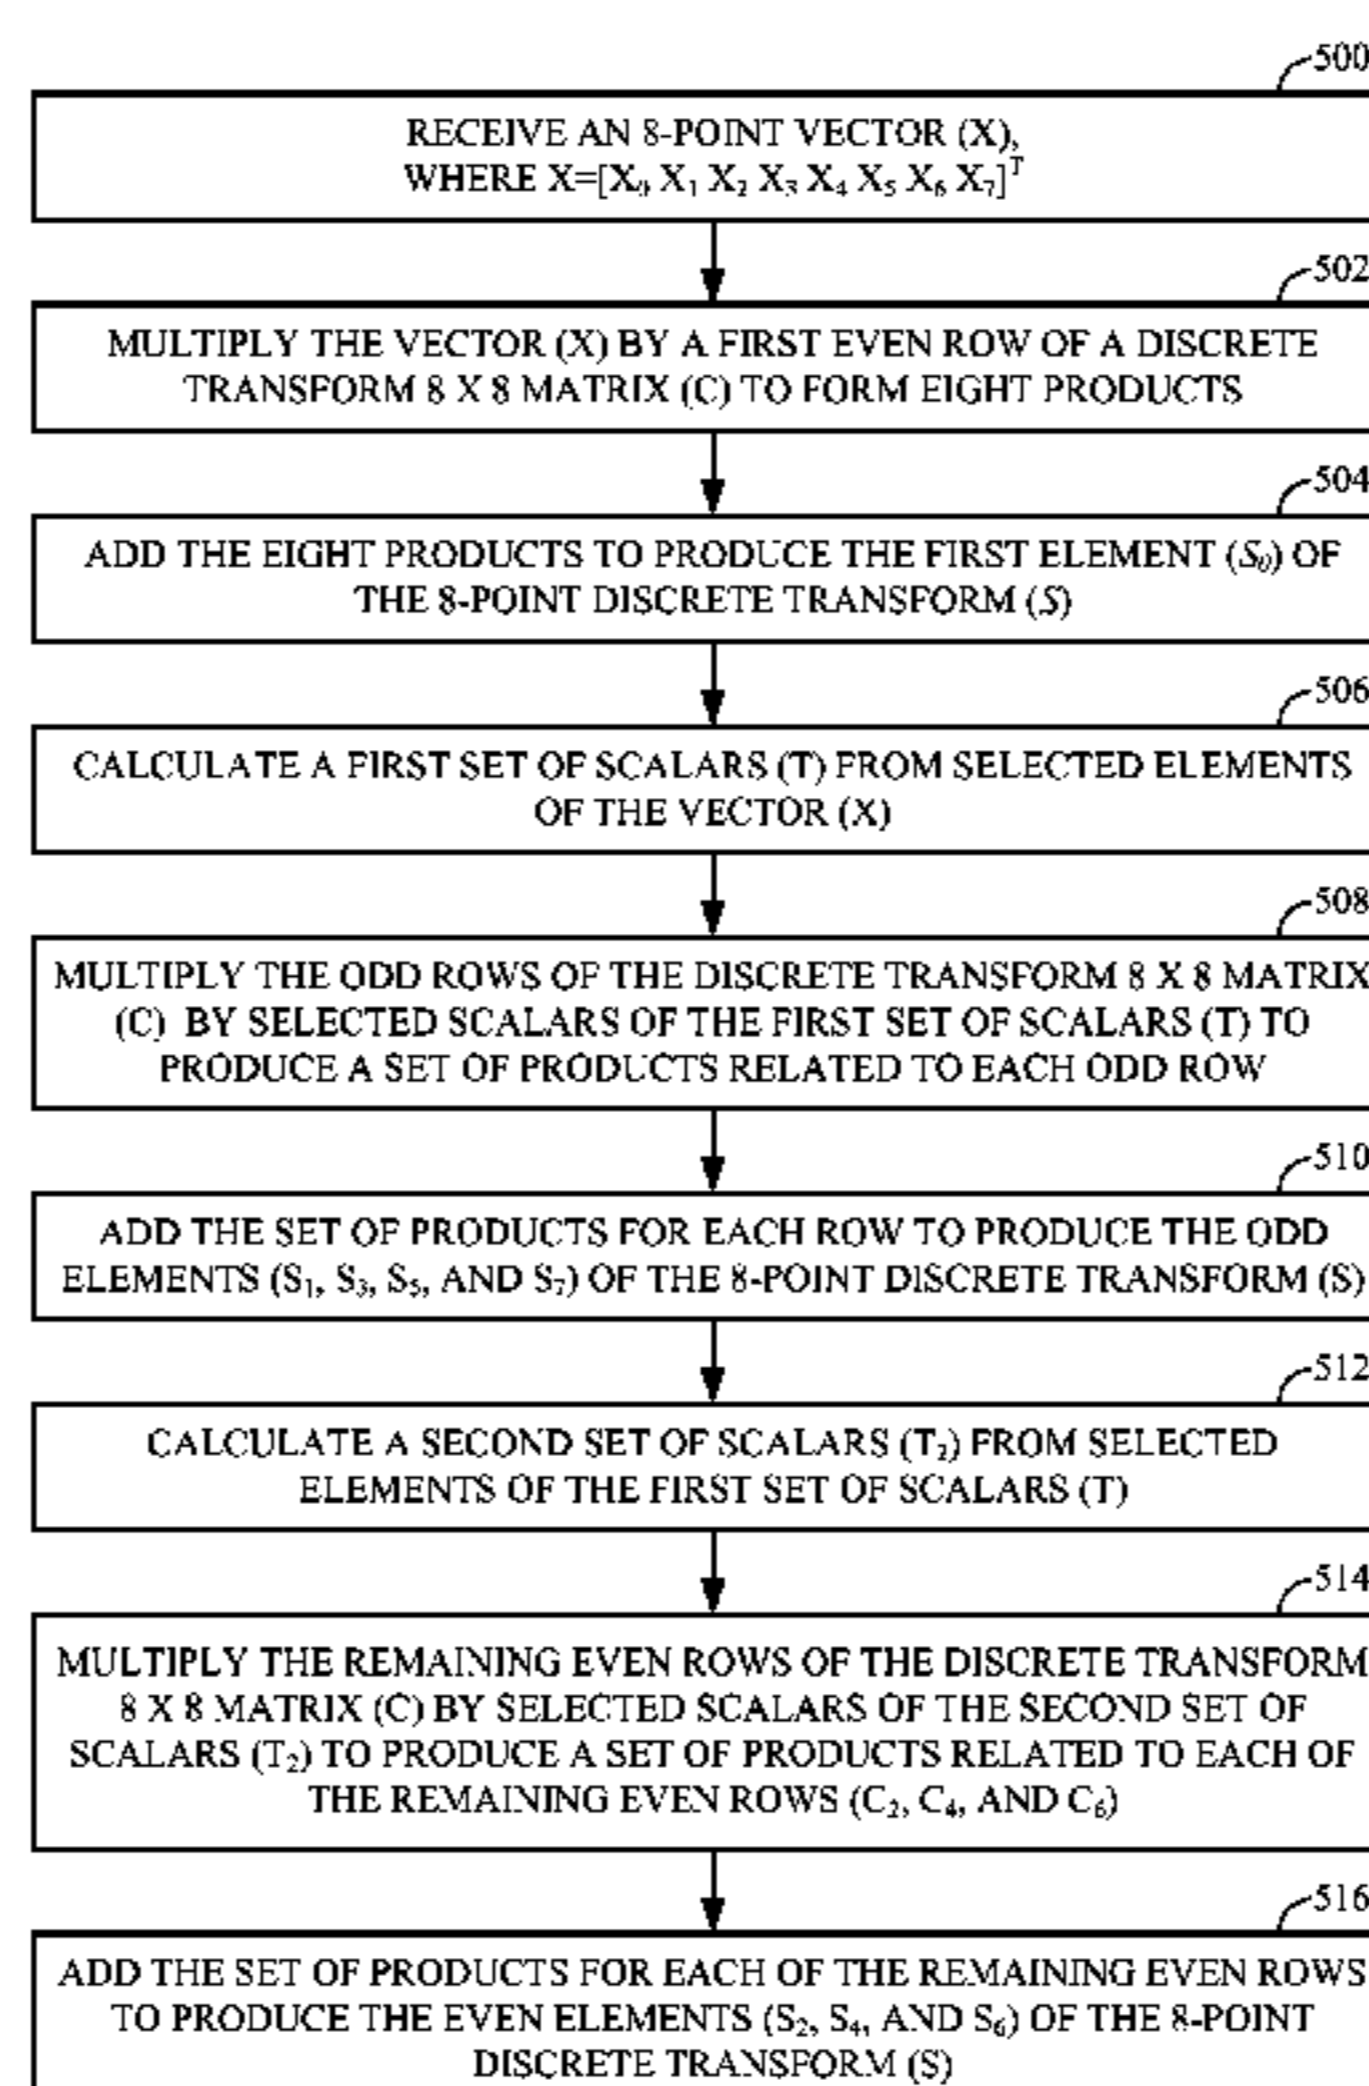 500
RECEIVE AN 8-POINT VECTOR (X),
WHERE X=[X₀ X₁ X₂ X₃ X₄ X₅ X₆ X₇]ᵀ
502
MULTIPLY THE VECTOR (X) BY A FIRST EVEN ROW OF A DISCRETE
TRANSFORM 8 X 8 MATRIX (C) TO FORM EIGHT PRODUCTS
504
ADD THE EIGHT PRODUCTS TO PRODUCE THE FIRST ELEMENT (S₀) OF
THE 8-POINT DISCRETE TRANSFORM (S)
506
CALCULATE A FIRST SET OF SCALARS (T) FROM SELECTED ELEMENTS
OF THE VECTOR (X)
508
MULTIPLY THE ODD ROWS OF THE DISCRETE TRANSFORM 8 X 8 MATRIX
(C) BY SELECTED SCALARS OF THE FIRST SET OF SCALARS (T) TO
PRODUCE A SET OF PRODUCTS RELATED TO EACH ODD ROW
510
ADD THE SET OF PRODUCTS FOR EACH ROW TO PRODUCE THE ODD
ELEMENTS (S₁, S₃, S₅, AND S₇) OF THE 8-POINT DISCRETE TRANSFORM (S)
512
CALCULATE A SECOND SET OF SCALARS (T₂) FROM SELECTED
ELEMENTS OF THE FIRST SET OF SCALARS (T)
514
MULTIPLY THE REMAINING EVEN ROWS OF THE DISCRETE TRANSFORM
8 X 8 MATRIX (C) BY SELECTED SCALARS OF THE SECOND SET OF
SCALARS (T₂) TO PRODUCE A SET OF PRODUCTS RELATED TO EACH OF
THE REMAINING EVEN ROWS (C₂, C₄, AND C₆)
516
ADD THE SET OF PRODUCTS FOR EACH OF THE REMAINING EVEN ROWS
TO PRODUCE THE EVEN ELEMENTS (S₂, S₄, AND S₆) OF THE 8-POINT
DISCRETE TRANSFORM (S)